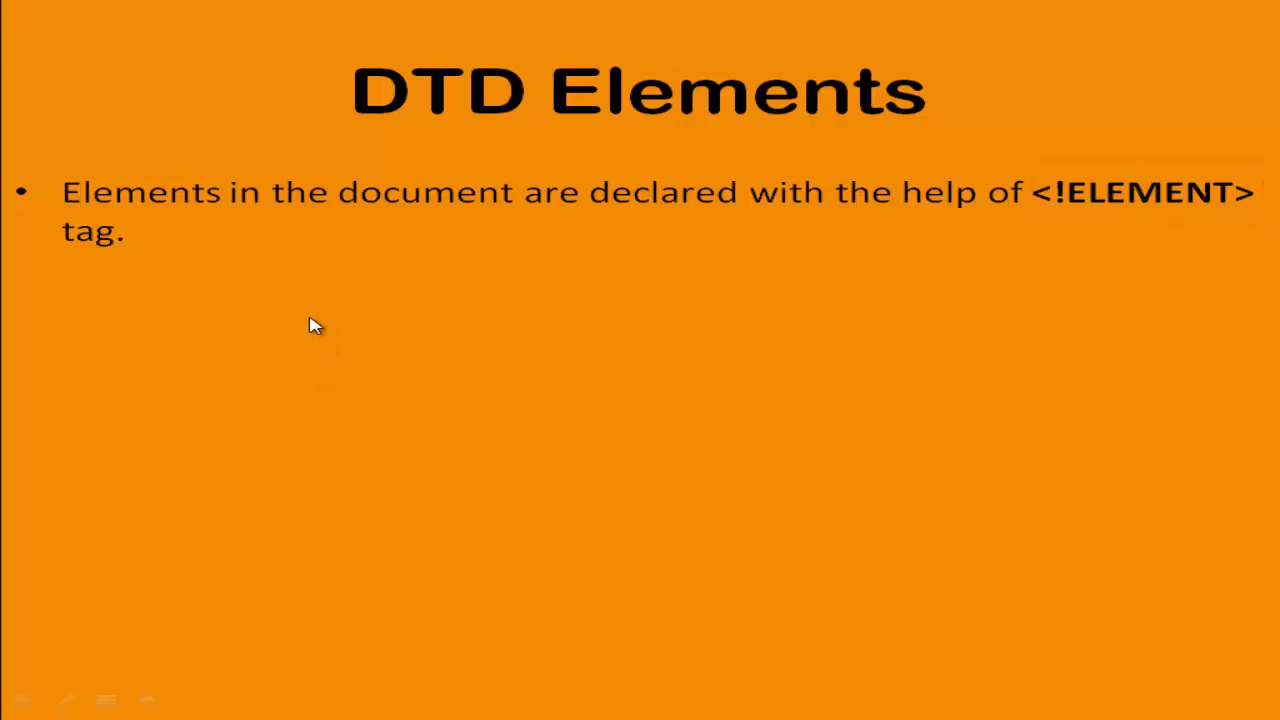 DTD Elements
• Elements in the document are declared with the help of <!ELEMENT>
tag.